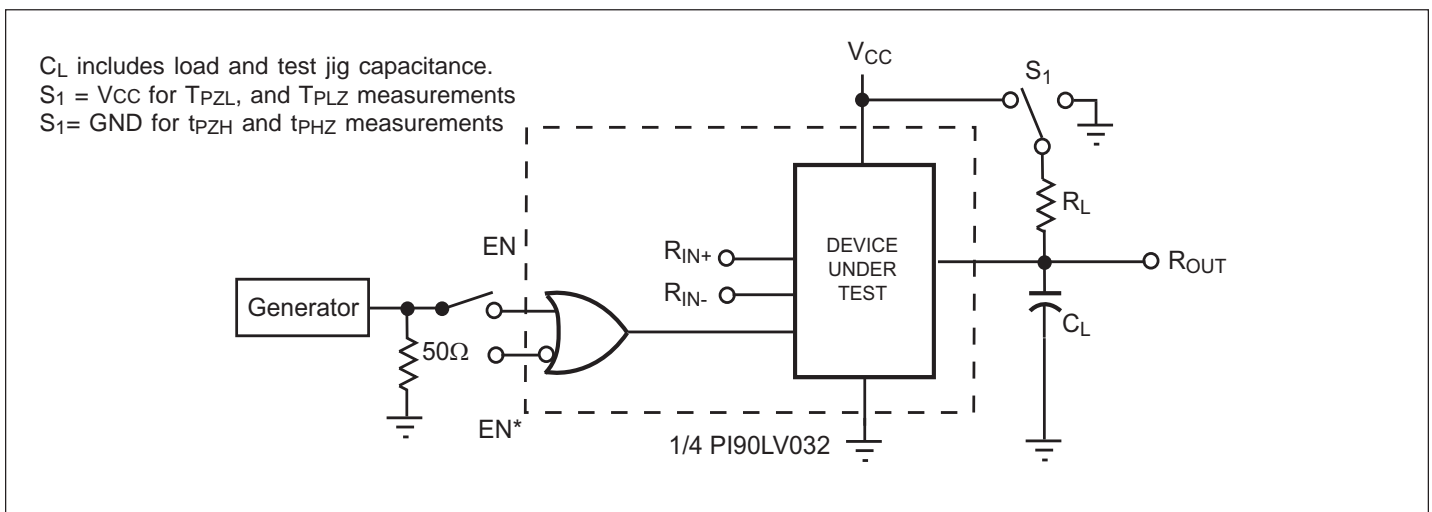 CL includes load and test jig capacitance.
S1 = VCC for TPZL, and TPLZ measurements
S1= GND for tPZH and tPHZ measurements
VCC
S1
RL
EN
RIN+
RIN-
DEVICE
UNDER
TEST
ROUT
Generator
50Ω
CL
EN*
1/4 PI90LV032